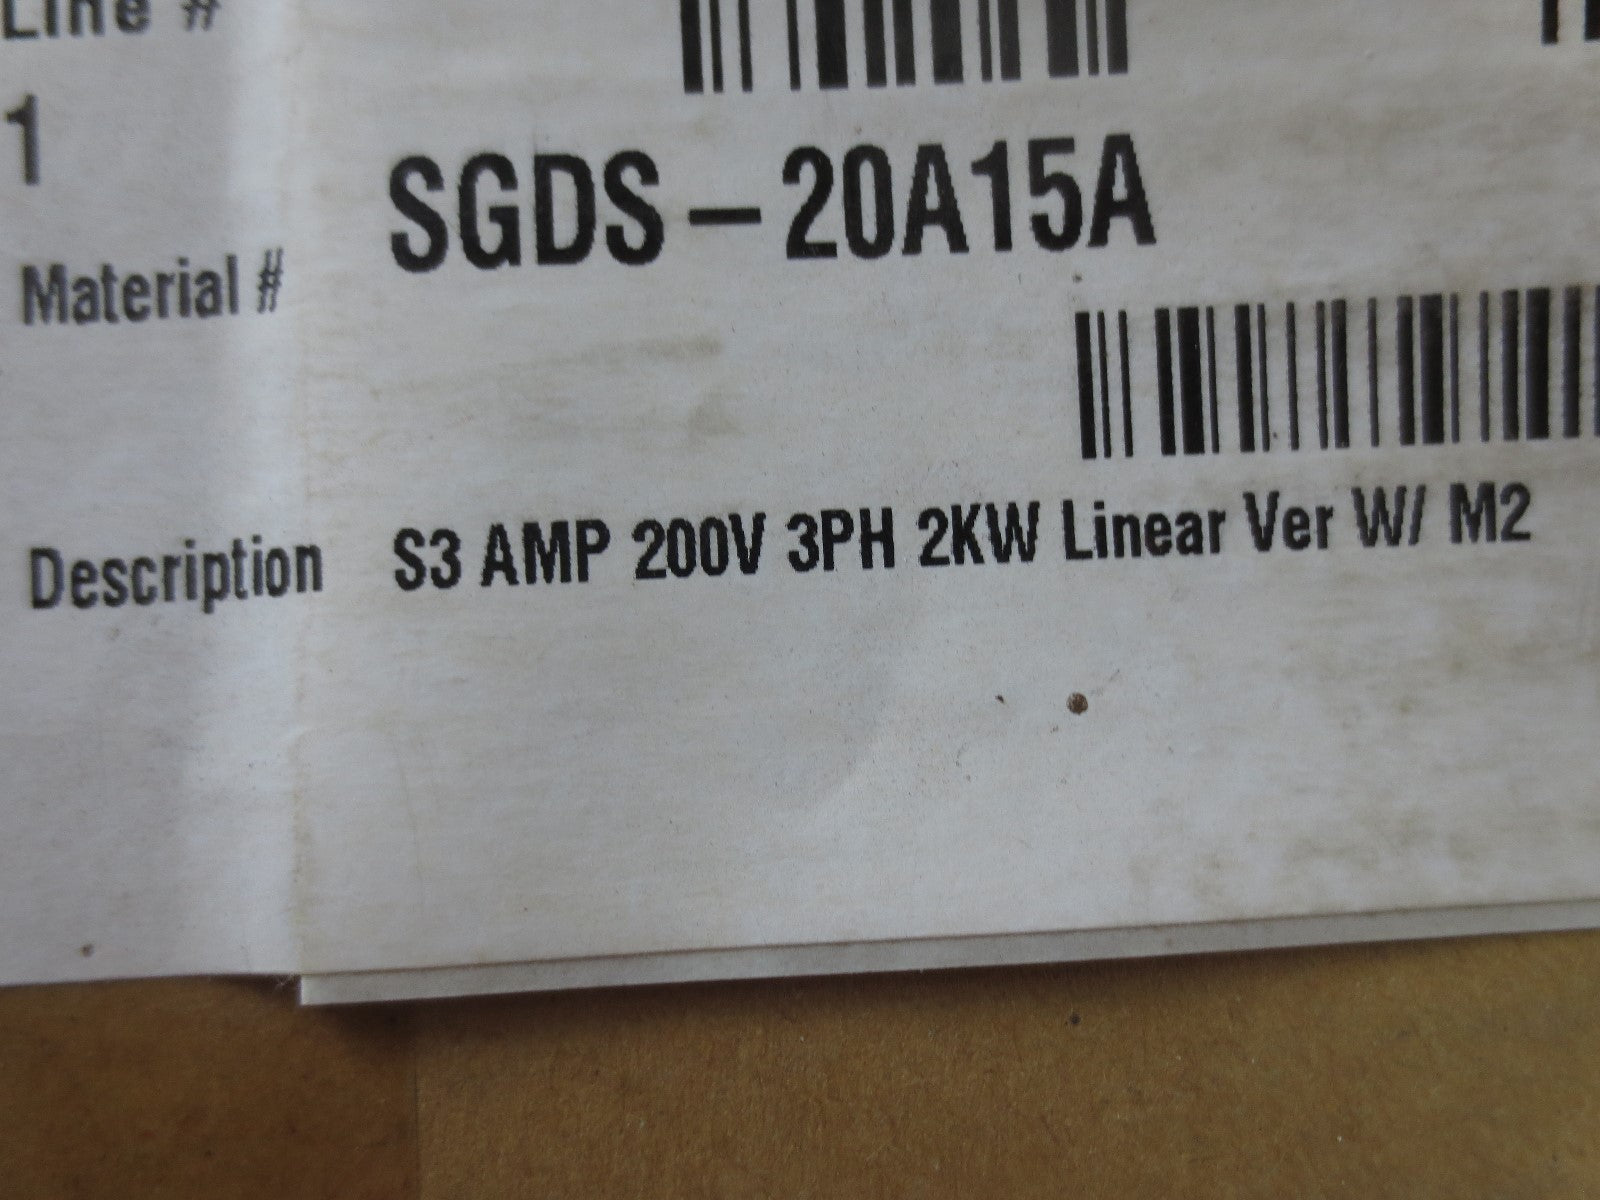 Line #
1
SGDS-20A15A
Material #
Description S3 AMP 200V 3PH 2KW Linear Ver W/ M2